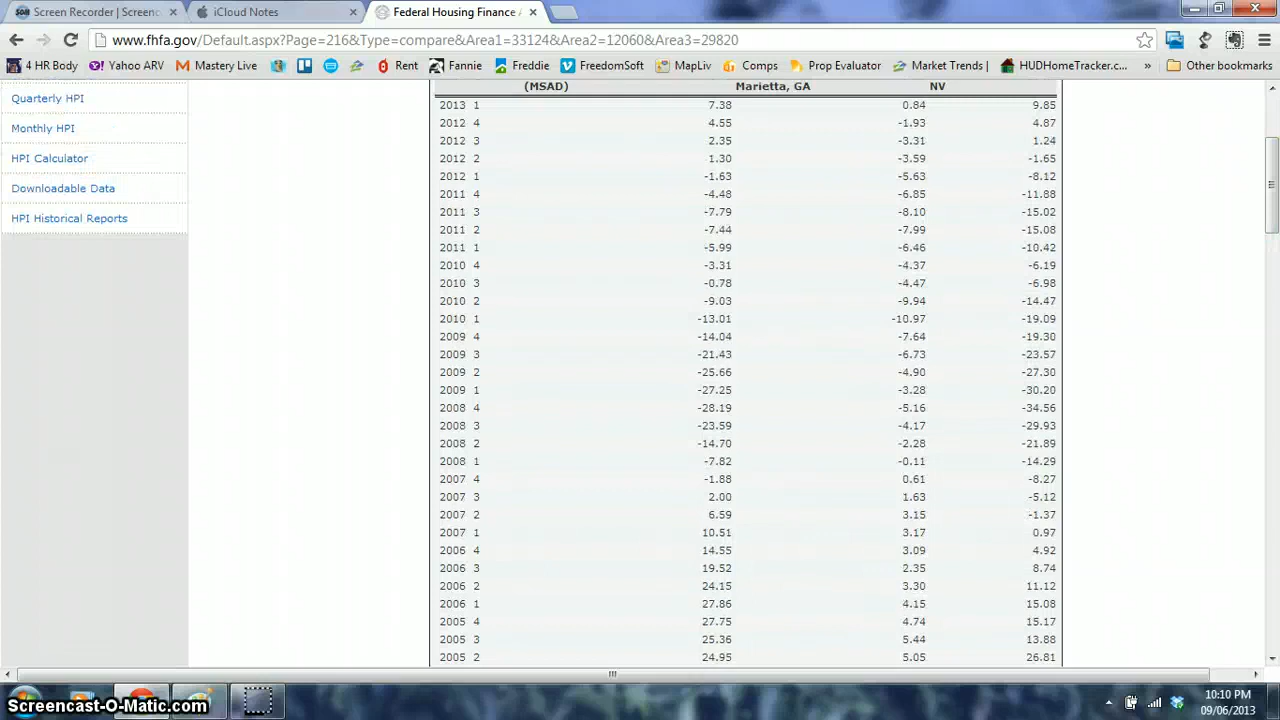 Screen Recorder | Screenc
iCloud Notes
Federal Housing Finance A
www.fhfa.gov/Default.aspx?Page=216&Type=compare&Area1=33124&Area2=12060&Area3=29820
4 HR Body Yahoo ARV Mastery Live Rent Fannie Freddie FreedomSoft MapLiv Comps Prop Evaluator Market Trends | HUDHomeTracker.c... » Other bookmarks
Quarterly HPI
Monthly HPI
HPI Calculator
Downloadable Data
HPI Historical Reports
(MSAD) Marietta, GA NV
2013 1 7.38 0.84 9.85
2012 4 4.55 -1.93 4.87
2012 3 2.35 -3.31 1.24
2012 2 1.30 -3.59 -1.65
2012 1 -1.63 -5.63 -8.12
2011 4 -4.48 -6.85 -11.88
2011 3 -7.79 -8.10 -15.02
2011 2 -7.44 -7.99 -15.08
2011 1 -5.99 -6.46 -10.42
2010 4 -3.31 -4.37 -6.19
2010 3 -0.78 -4.47 -6.98
2010 2 -9.03 -9.94 -14.47
2010 1 -13.01 -10.97 -19.09
2009 4 -14.04 -7.64 -19.30
2009 3 -21.43 -6.73 -23.57
2009 2 -25.66 -4.90 -27.30
2009 1 -27.25 -3.28 -30.20
2008 4 -28.19 -5.16 -34.56
2008 3 -23.59 -4.17 -29.93
2008 2 -14.70 -2.28 -21.89
2008 1 -7.82 -0.11 -14.29
2007 4 -1.88 0.61 -8.27
2007 3 2.00 1.63 -5.12
2007 2 6.59 3.15 -1.37
2007 1 10.51 3.17 0.97
2006 4 14.55 3.09 4.92
2006 3 19.52 2.35 8.74
2006 2 24.15 3.30 11.12
2006 1 27.86 4.15 15.08
2005 4 27.75 4.74 15.17
2005 3 25.36 5.44 13.88
2005 2 24.95 5.05 26.81
Screencast-O-Matic.com
10:10 PM
09/06/2013